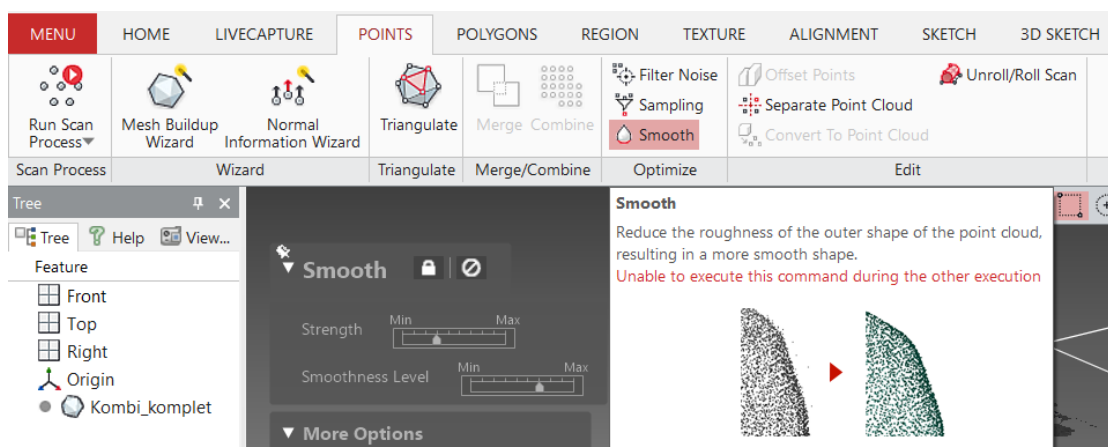 MENU HOME LIVECAPTURE POINTS POLYGONS REGION TEXTURE ALIGNMENT SKETCH 3D SKETCH
Run Scan
Process
Mesh Buildup
Wizard
Normal
Information Wizard
Triangulate
Merge Combine
Filter Noise
Sampling
Smooth
Offset Points
Separate Point Cloud
Convert To Point Cloud
Unroll/Roll Scan
Scan Process Wizard Triangulate Merge/Combine Optimize Edit
Tree
Tree Help View...
Feature
Front
Top
Right
Origin
Kombi_komplet
Smooth
Strength Min Max
Smoothness Level Min Max
More Options
Smooth
Reduce the roughness of the outer shape of the point cloud,
resulting in a more smooth shape.
Unable to execute this command during the other execution